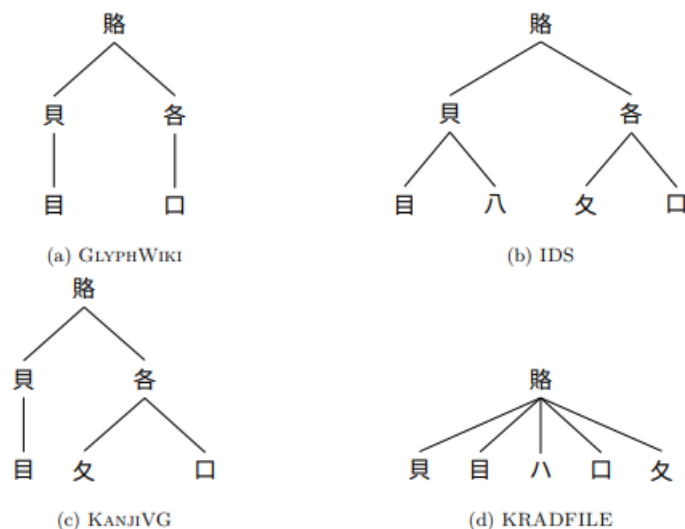 賂
貝 各
目 口
(a) GLYPHWIKI
賂
貝 各
目 八 夂 口
(b) IDS
賂
貝 各
目 夂 口
(c) KANJIVG
賂
貝 目 ハ 口 夂
(d) KRADFILE